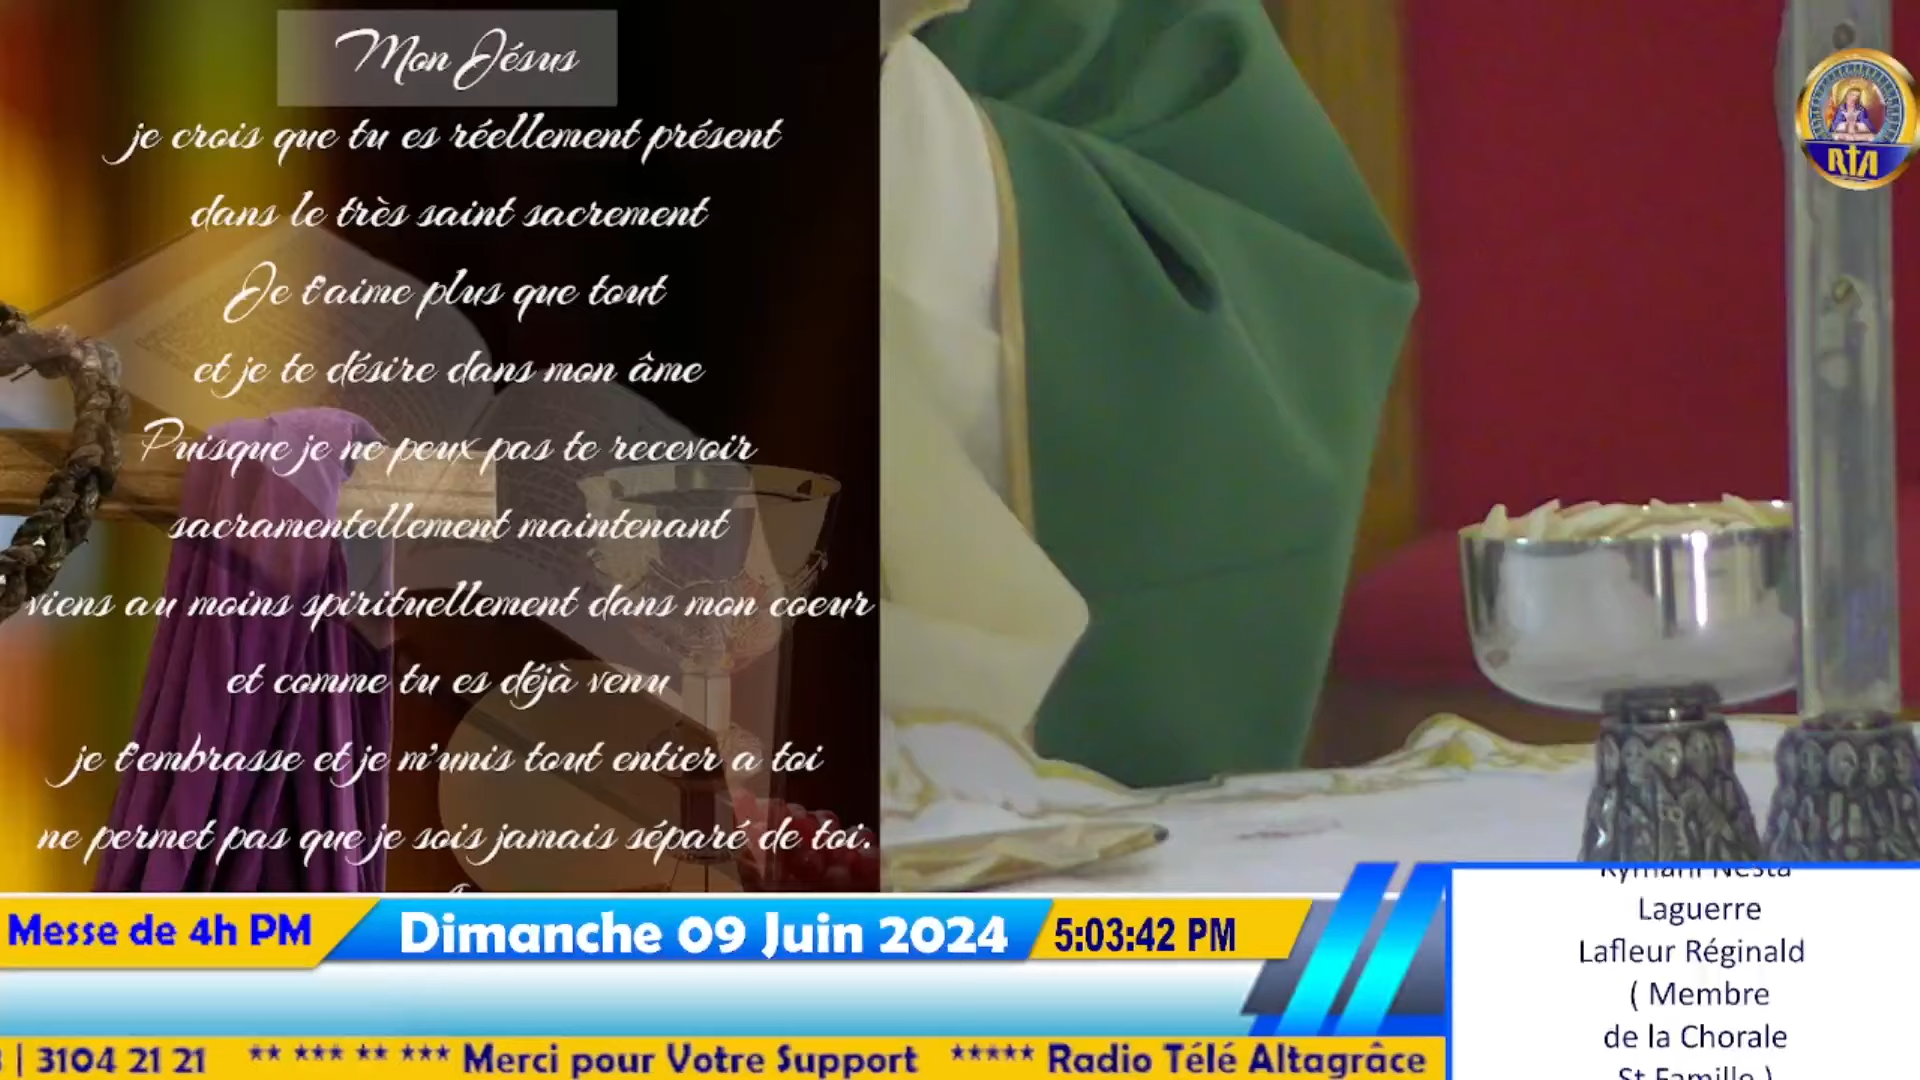 Mon Jésus
je crois que tu es réellement présent
dans le très saint sacrement
Je t'aime plus que tout
et je te désire dans mon âme
Puisque je ne peux pas te recevoir
sacramentellement maintenant
viens au moins spirituellement dans mon coeur
et comme tu es déjà venu
je t'embrasse et je m'unis tout entier a toi
ne permet pas que je sois jamais séparé de toi.
RTA
Messe de 4h PM
Dimanche 09 Juin 2024
5:03:42 PM
Kymani Nesta
Laguerre
Lafleur Réginald
( Membre
de la Chorale
St Famille )
| 3104 21 21 ** *** ** *** Merci pour Votre Support ***** Radio Télé Altagrâce